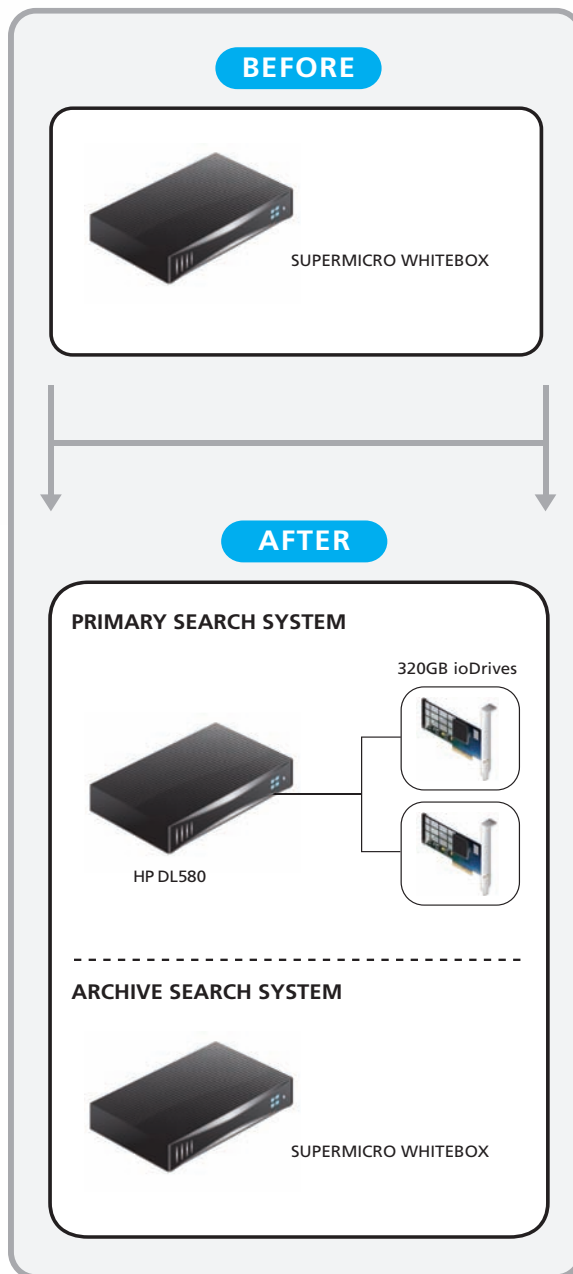 BEFORE
SUPERMICRO WHITEBOX
AFTER
PRIMARY SEARCH SYSTEM
320GB ioDrives
HP DL580
ARCHIVE SEARCH SYSTEM
SUPERMICRO WHITEBOX